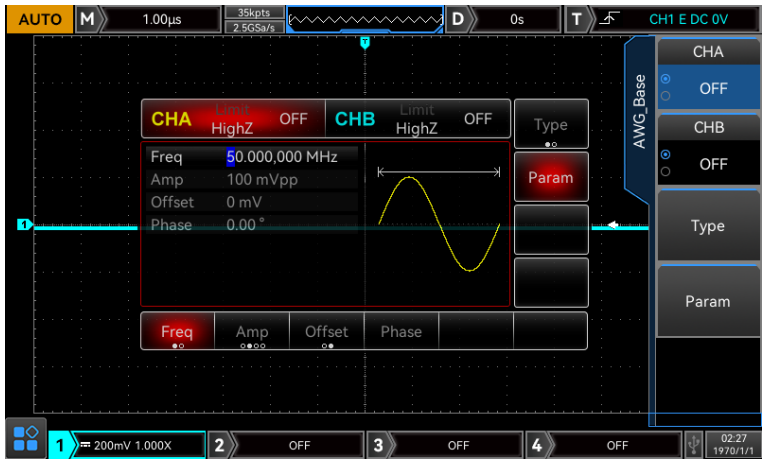 AUTO M 1.00μs 35kpts D 0s T CH1 E DC 0V
2.5GSa/s
T
CHA
OFF
CHB
OFF
Type
Param
AWG_Base
CHA Limit HighZ OFF CHB Limit HighZ OFF
Type
Param
Freq 50.000,000 MHz
Amp 100 mVpp
Offset 0 mV
Phase 0.00 °
1
Freq Amp Offset Phase
1 200mV 1.000X 2 OFF 3 OFF 4 OFF 02:27
1970/1/1